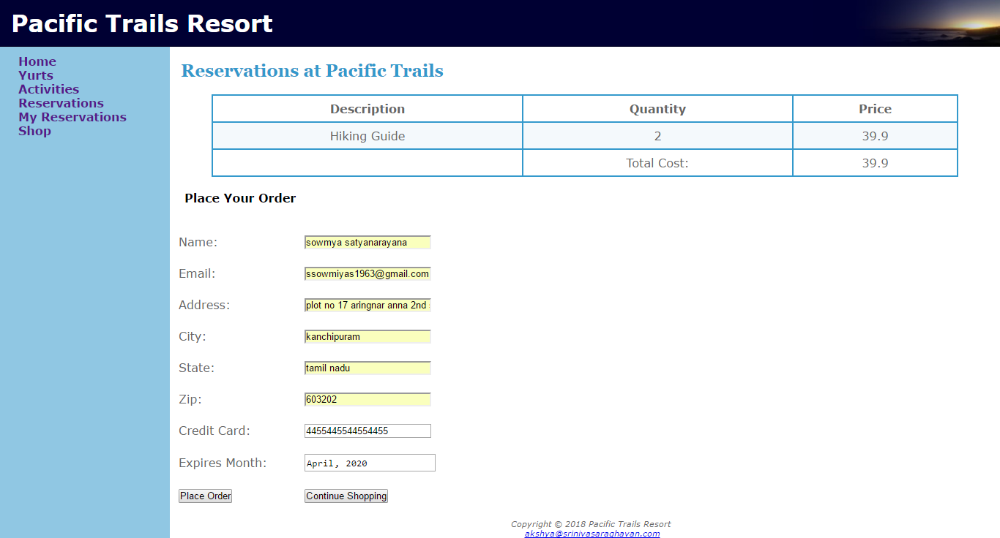 Pacific Trails Resort
Home
Yurts
Activities
Reservations
My Reservations
Shop
Reservations at Pacific Trails
Description Quantity Price
Hiking Guide 2 39.9
Total Cost: 39.9
Place Your Order
Name: sowmya satyanarayana
Email: ssowmiyas1963@gmail.com
Address: plot no 17 aringnar anna 2nd
City: kanchipuram
State: tamil nadu
Zip: 603202
Credit Card: 4455445544554455
Expires Month: April, 2020
Place Order Continue Shopping
Copyright © 2018 Pacific Trails Resort
akshya@srinivasaraghavan.com